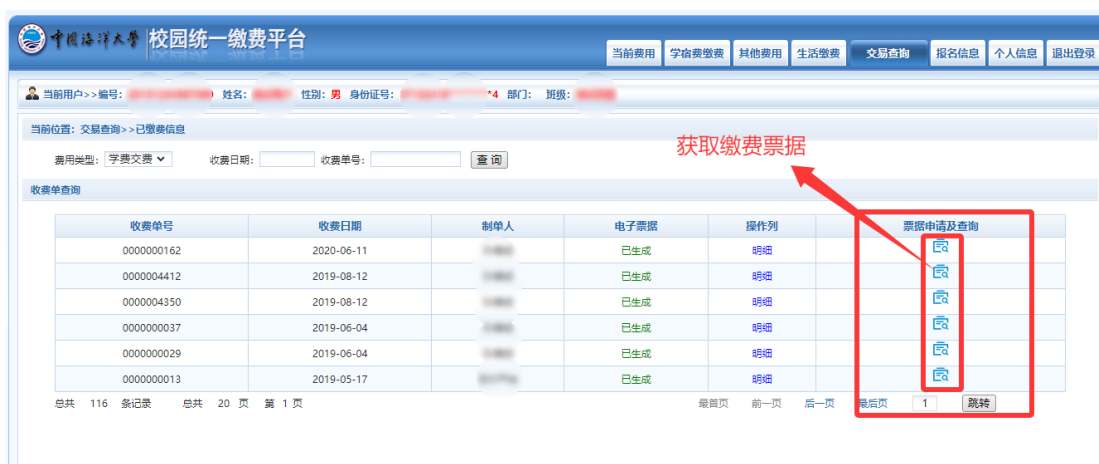 中国海洋大学 校园统一缴费平台
当前费用 学宿费缴费 其他费用 生活缴费 交易查询 报名信息 个人信息 退出登录
当前用户>>编号: 姓名: 性别: 男 身份证号: *4 部门: 班级:
当前位置: 交易查询>>已缴费信息
获取缴费票据
费用类型: 学费交费 收费日期: 收费单号: 查 询
收费单查询
收费单号 收费日期 制单人 电子票据 操作列 票据申请及查询
0000000162 2020-06-11 已生成 明细
0000004412 2019-08-12 已生成 明细
0000004350 2019-08-12 已生成 明细
0000000037 2019-06-04 已生成 明细
0000000029 2019-06-04 已生成 明细
0000000013 2019-05-17 已生成 明细
总共 116 条记录 总共 20 页 第 1 页 最首页 前一页 后一页 最后页 1 跳转